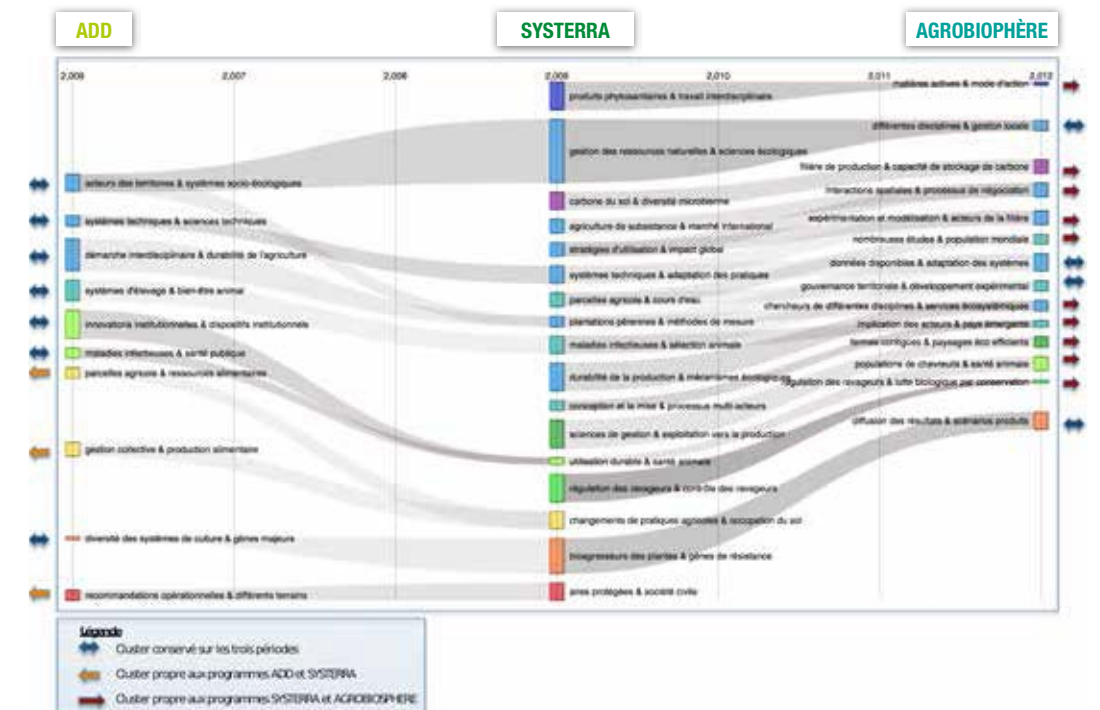 ADD
SYSTERRA
AGROBIOPHÈRE
2,006
2,007
2,008
2,009
2,010
2,011
2,012
acteurs des territoires & systèmes socio-écologiques
systèmes techniques & sciences techniques
démarche interdisciplinaire & durabilité de l'agriculture
systèmes d'élevage & bien-être animal
innovations institutionnelles & dispositifs institutionnels
maladies infectieuses & santé publique
parcelles agricole & ressources alimentaires
gestion collective & production alimentaire
diversité des systèmes de culture & gènes majeurs
recommandations opérationnelles & différents terrains
produits phytosanitaires & travail interdisciplinaire
gestion des ressources naturelles & sciences écologiques
carbone du sol & diversité microbienne
agriculture de subsistance & marché international
stratégies d'utilisation & impact global
systèmes techniques & adaptation des pratiques
parcelles agricole & cours d'eau
plantations pérennes & méthodes de mesure
maladies infectieuses & sélection animale
durabilité de la production & mécanismes écologiques
conception et la mise & processus multi-acteurs
sciences de gestion & exploitation vers la production
utilisation durable & santé animale
régulation des ravageurs & contrôle des ravageurs
changements de pratiques agricoles & occupation du sol
bioagresseurs des plantes & gènes de résistance
aires protégées & société civile
matières actives & mode d'action
différentes disciplines & gestion locale
filière de production & capacité de stockage de carbone
interactions spatiales & processus de négociation
expérimentation et modélisation & acteurs de la filière
nombreuses études & population mondiale
données disponibles & adaptation des systèmes
gouvernance territoriale & développement expérimental
chercheurs de différentes disciplines & services écosystémiques
implication des acteurs & pays émergents
termes contigües & paysages éco efficients
populations de chevreuils & santé animale
régulation des ravageurs & lutte biologique par conservation
diffusion des résultats & scénarios produits
Légende
Cluster conservé sur les trois périodes
Cluster propre aux programmes ADD et SYSTERRA
Cluster propre aux programmes SYSTERRA et AGROBIOSPHERE